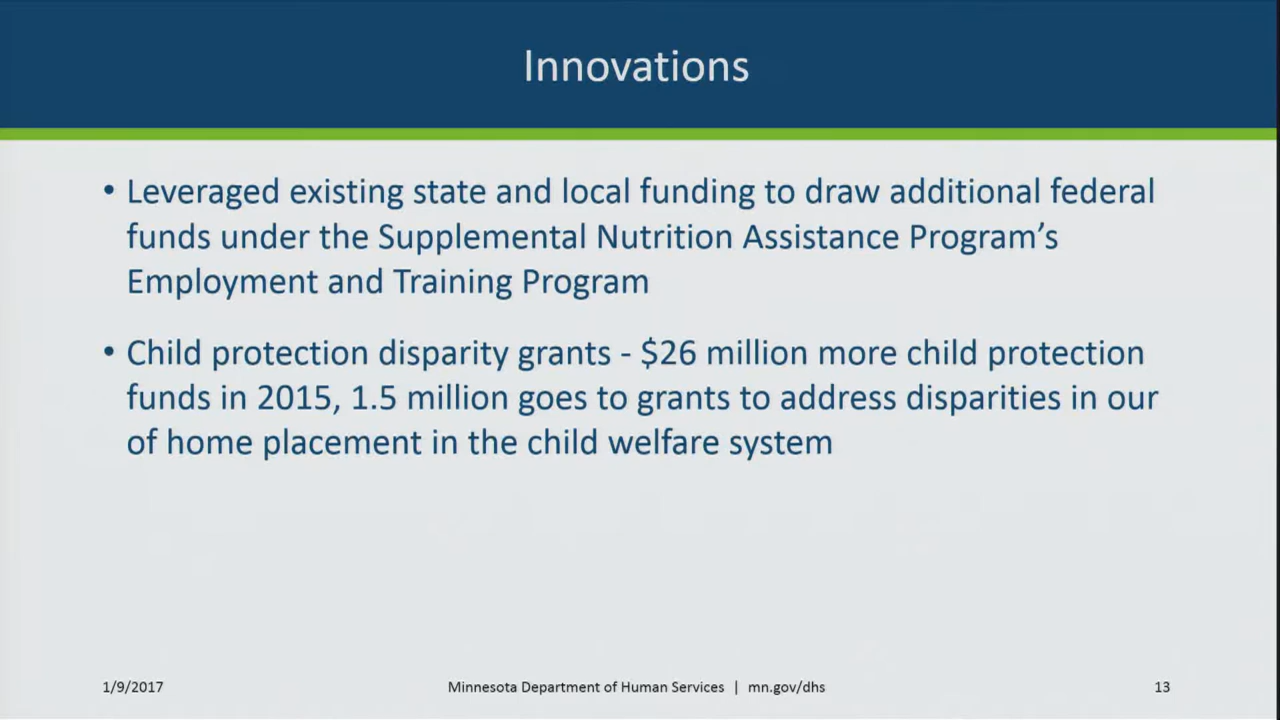 Innovations
• Leveraged existing state and local funding to draw additional federal
funds under the Supplemental Nutrition Assistance Program’s
Employment and Training Program
• Child protection disparity grants - $26 million more child protection
funds in 2015, 1.5 million goes to grants to address disparities in our
of home placement in the child welfare system
1/9/2017
Minnesota Department of Human Services | mn.gov/dhs
13